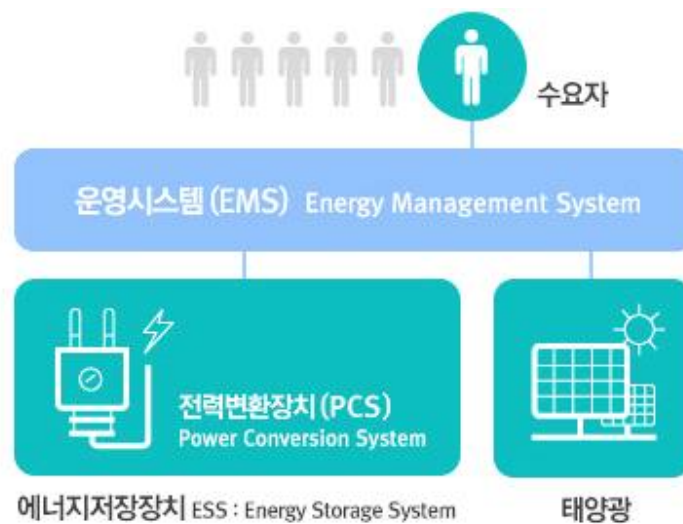 수요자
운영시스템(EMS) Energy Management System
전력변환장치(PCS)
Power Conversion System
에너지저장장치 ESS : Energy Storage System
태양광